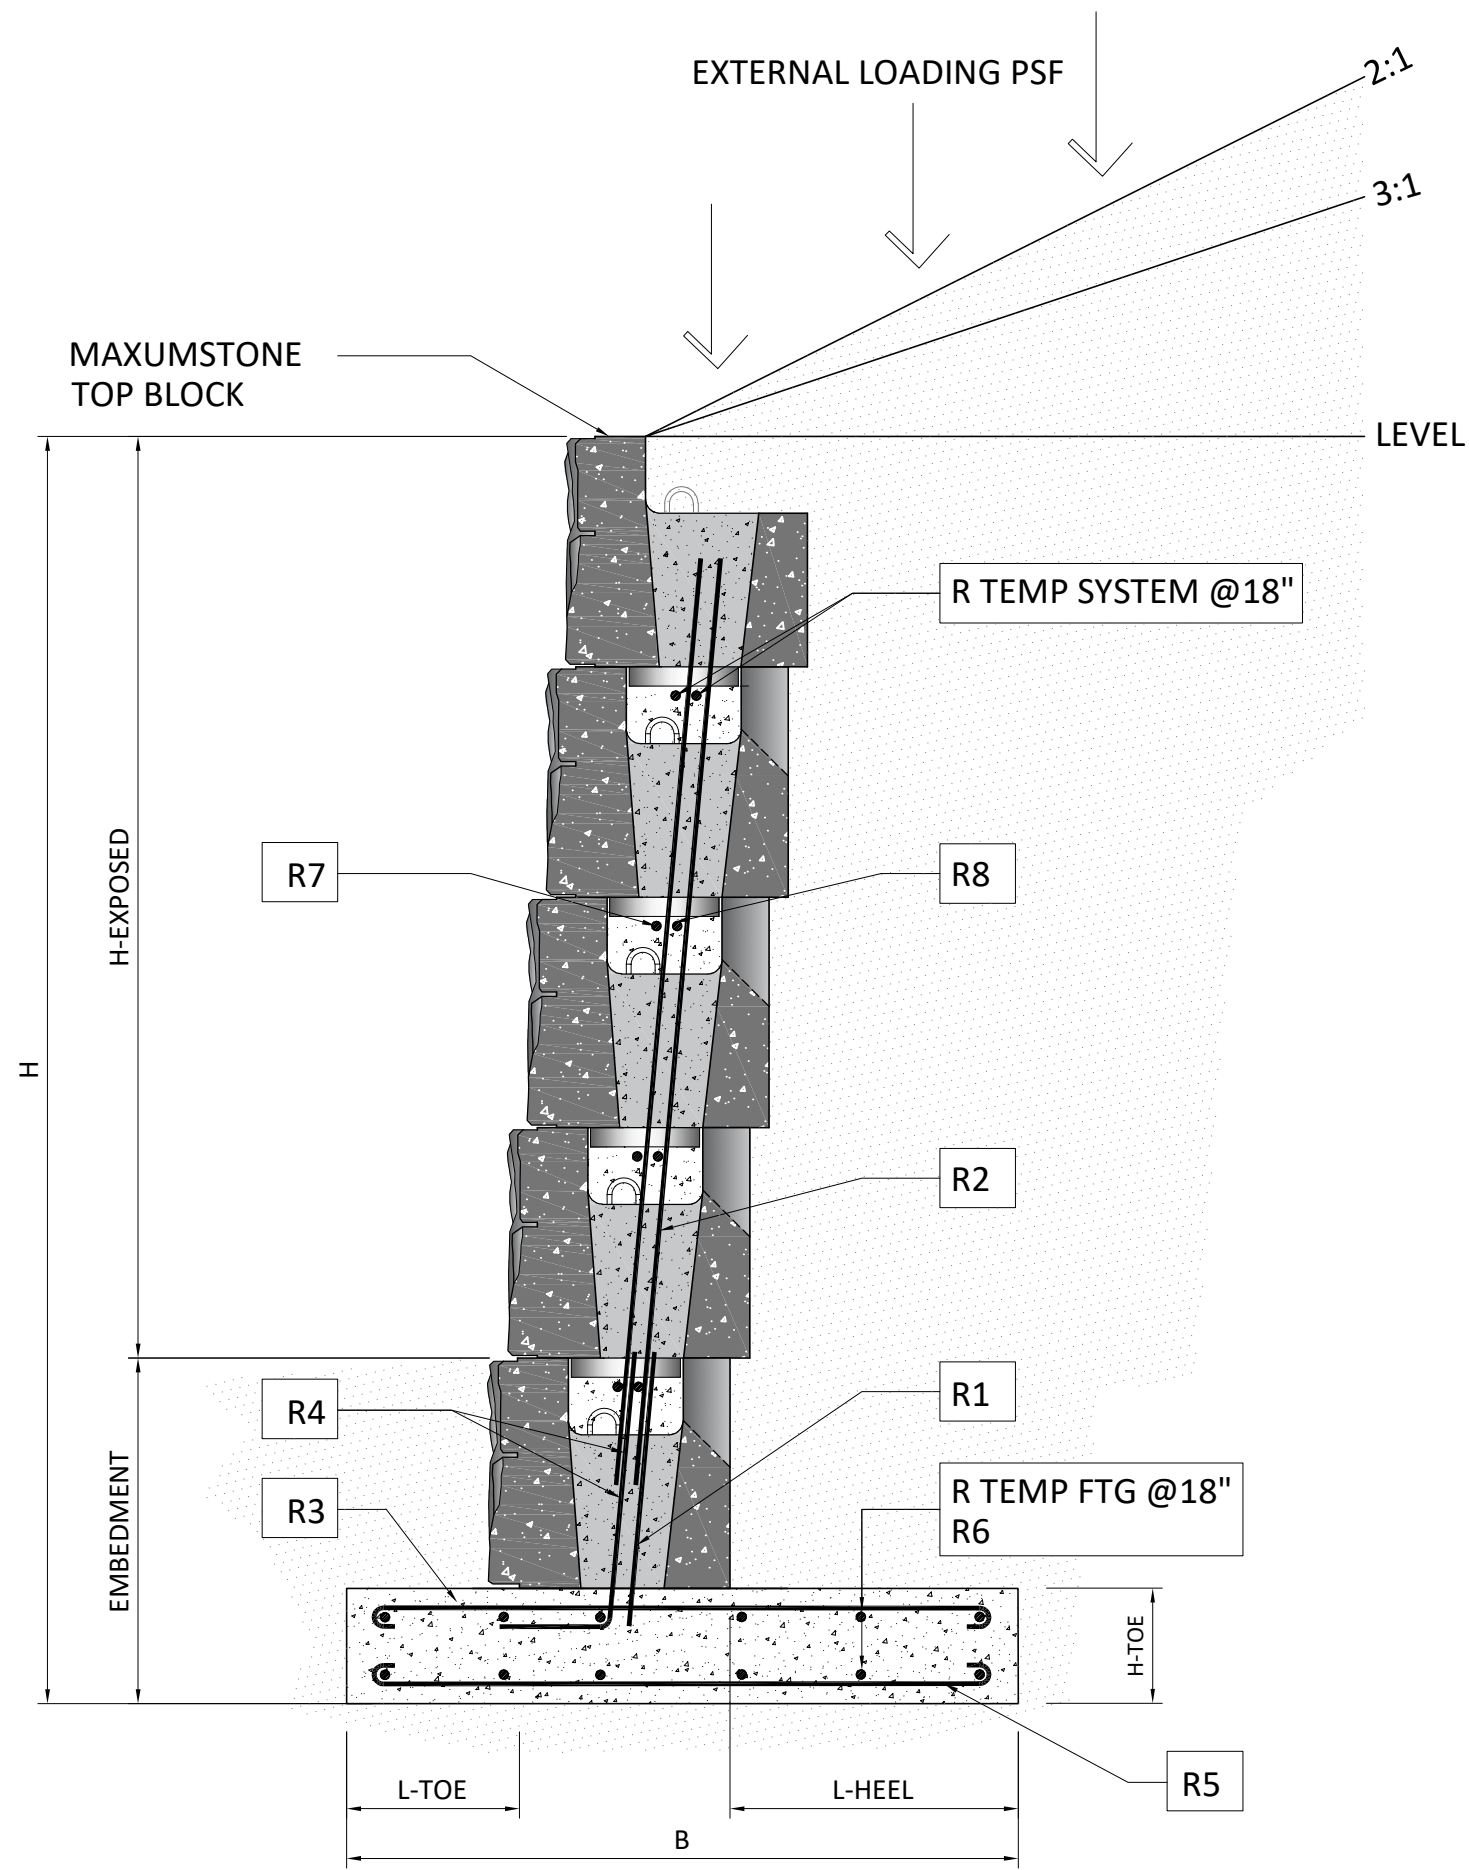 EXTERNAL LOADING PSF
2:1
3:1
MAXUMSTONE
TOP BLOCK
LEVEL
R TEMP SYSTEM @18"
H-EXPOSED
R7
R8
H
R2
R1
R4
EMBEDMENT
R3
R TEMP FTG @18"
R6
H-TOE
L-TOE
L-HEEL
R5
B